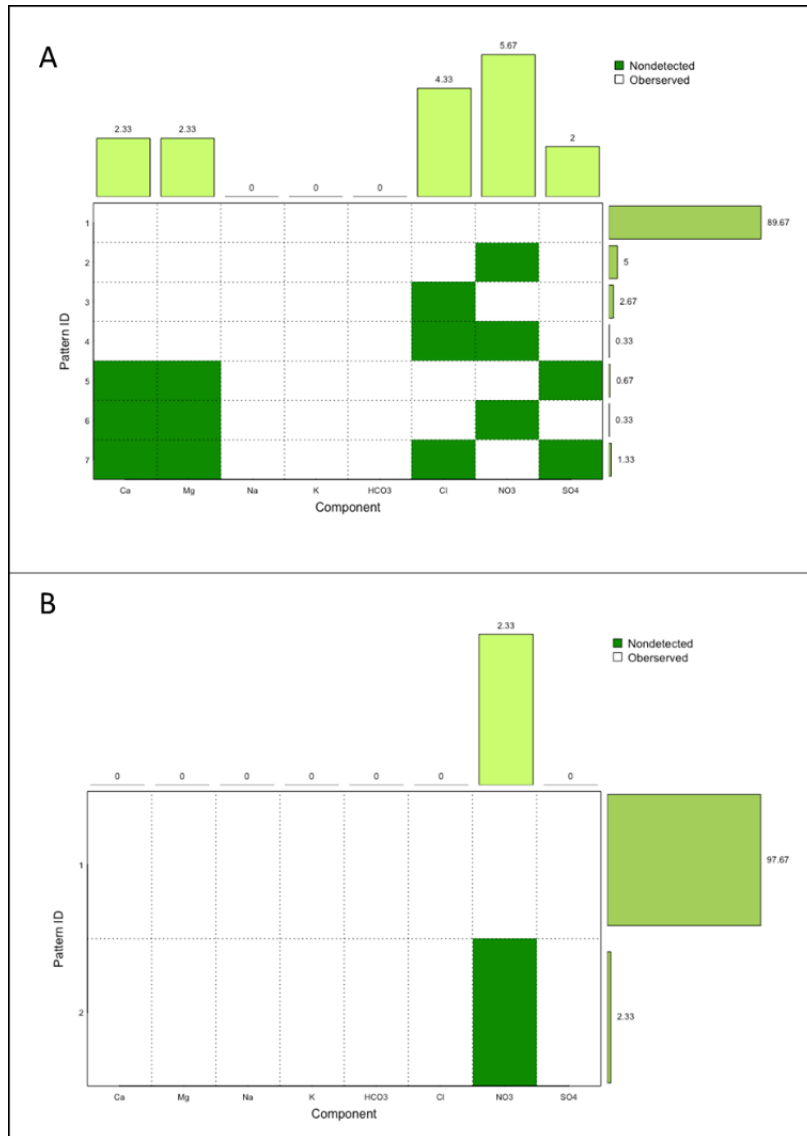 A
5.67
4.33
2.33 2.33
2
0 0 0
Nondetected
Oberserved
1 89.67
2 5
3 2.67
4 0.33
5 0.67
6 0.33
7 1.33
Pattern ID
Ca Mg Na K HCO3 Cl NO3 SO4
Component
B
2.33
Nondetected
Oberserved
0 0 0 0 0 0 0
1 97.67
2 2.33
Pattern ID
Ca Mg Na K HCO3 Cl NO3 SO4
Component